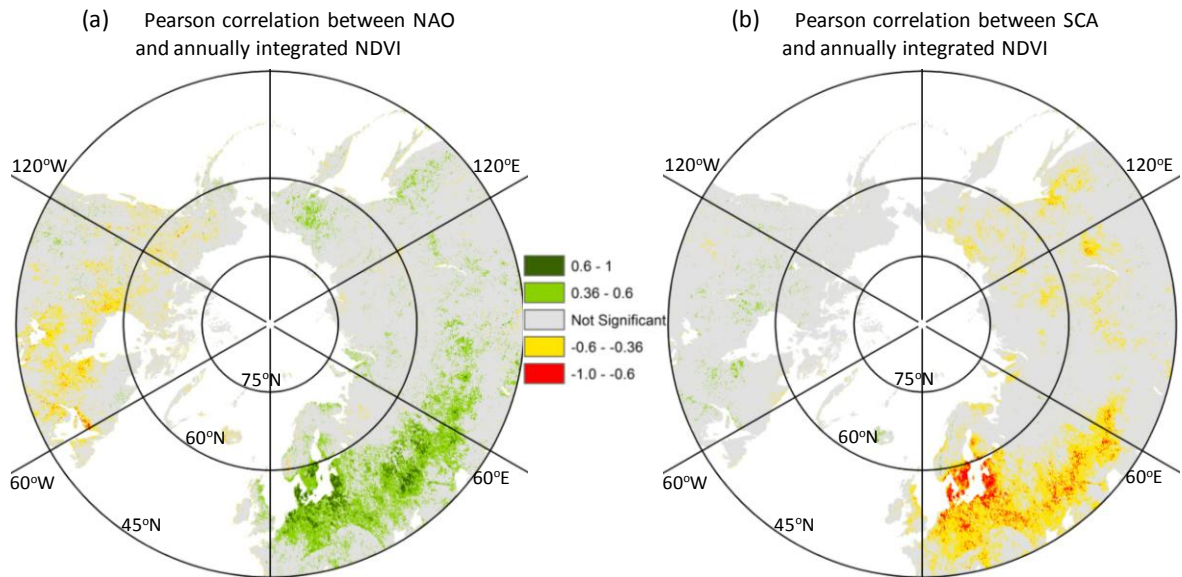 (a) Pearson correlation between NAO
and annually integrated NDVI
120°W
120°E
75°N
60°N
60°W
60°E
45°N
0.6 - 1
0.36 - 0.6
Not Significant
-0.6 - -0.36
-1.0 - -0.6
(b) Pearson correlation between SCA
and annually integrated NDVI
120°W
120°E
75°N
60°N
60°W
60°E
45°N